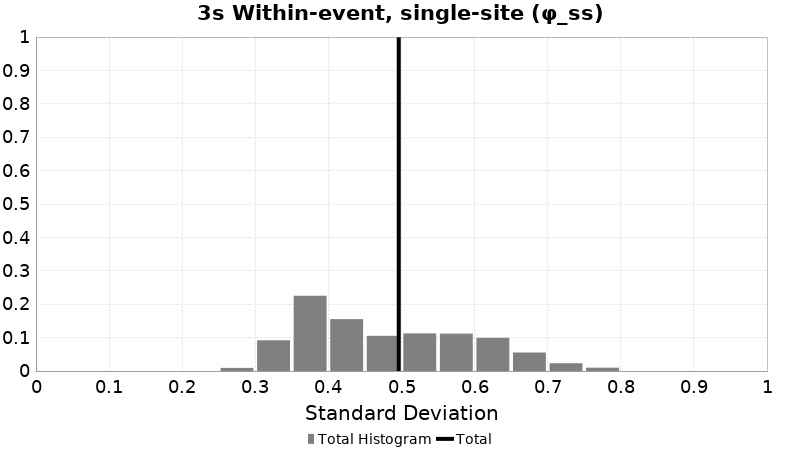 3s Within-event, single-site (φ_ss)
1
0.9
0.8
0.7
0.6
0.5
0.4
0.3
0.2
0.1
0
0 0.1 0.2 0.3 0.4 0.5 0.6 0.7 0.8 0.9 1
Standard Deviation
Total Histogram Total